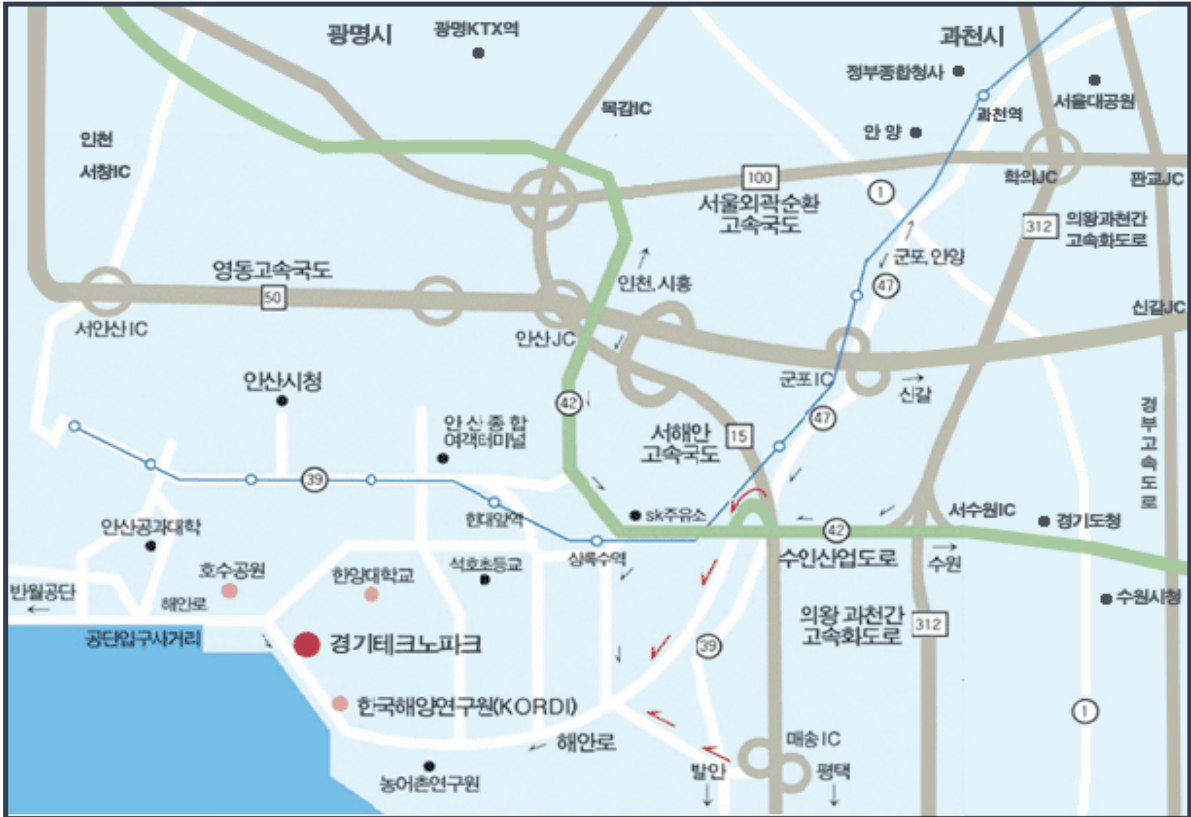 광명시
광명KTX역
과천시
정부종합청사
서울대공원
목감IC
과천역
안 양
인천
서창IC
학의JC
판교JC
100
1
서울외곽순환
고속국도
312
의왕과천간
고속화도로
군포, 안양
영동고속국도
인천, 시흥
47
50
신길JC
서안산 IC
안산 JC
군포 IC
신갈
안산시청
42
47
경부고속도로
안 산 종 합
여객터미널
서해안
고속국도
15
39
현대앞역
sk주유소
42
서수원IC
경기도청
안산공과대학
상록수역
수인산업도로
수원
석호초등교
호수공원
한양대학교
반월공단
해안로
수원시청
의왕 과천간
고속화도로
312
공단입구사거리
경기테크노파크
39
한국해양연구원(KORDI)
1
해안로
매송 IC
농어촌연구원
발안
평택